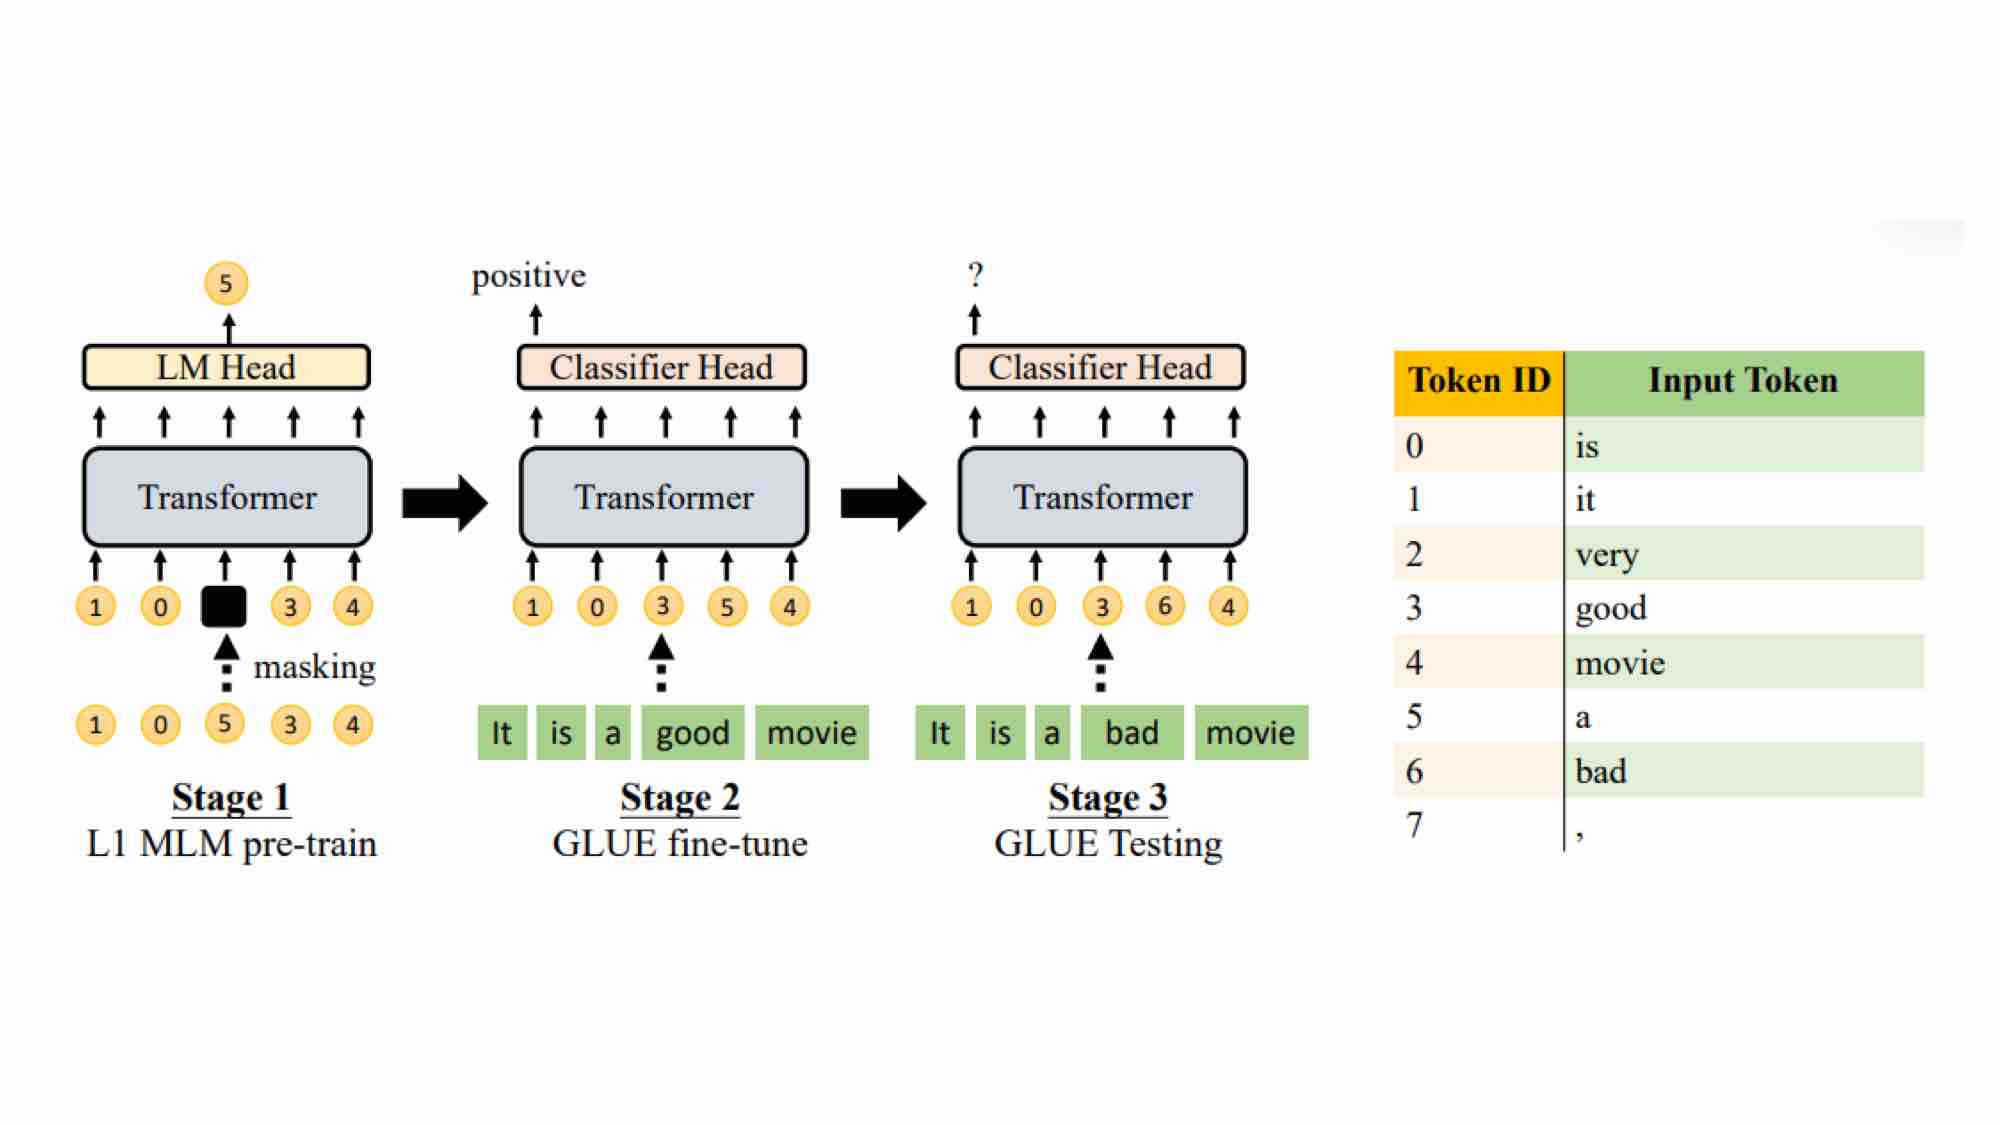 5
LM Head
Transformer
1 0 3 4
masking
1 0 5 3 4
Stage 1
L1 MLM pre-train
positive
Classifier Head
Transformer
1 0 3 5 4
It is a good movie
Stage 2
GLUE fine-tune
?
Classifier Head
Transformer
1 0 3 6 4
It is a bad movie
Stage 3
GLUE Testing
Token ID Input Token
0 is
1 it
2 very
3 good
4 movie
5 a
6 bad
7 ,